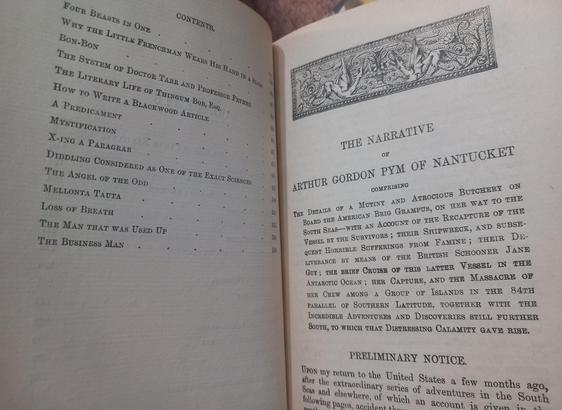 CONTENTS.
FOUR BEASTS IN ONE
WHY THE LITTLE FRENCHMAN WEARS HIS HAND IN A
BON-BON
THE SYSTEM OF DOCTOR TARR AND PROFESSOR FETHER
THE LITERARY LIFE OF THINGUM BOB, ESQ.
HOW TO WRITE A BLACKWOOD ARTICLE
A PREDICAMENT
MYSTIFICATION
X-ING A PARAGRAB
DIDDLING CONSIDERED AS ONE OF THE EXACT SCIENCES
THE ANGEL OF THE ODD
MELLONTA TAUTA
LOSS OF BREATH
THE MAN THAT WAS USED UP
THE BUSINESS MAN
THE NARRATIVE
OF
ARTHUR GORDON PYM OF NANTUCKET
COMPRISING
THE DETAILS OF A MUTINY AND ATROCIOUS BUTCHERY ON
BOARD THE AMERICAN BRIG GRAMPUS, ON HER WAY TO THE
SOUTH SEAS—WITH AN ACCOUNT OF THE RECAPTURE OF THE
VESSEL BY THE SURVIVORS; THEIR SHIPWRECK, AND SUBSE-
QUENT HORRIBLE SUFFERINGS FROM FAMINE; THEIR DE-
LIVERANCE BY MEANS OF THE BRITISH SCHOONER JANE
GUY; THE BRIEF CRUISE OF THIS LATTER VESSEL IN THE
ANTARCTIC OCEAN; HER CAPTURE, AND THE MASSACRE OF
HER CREW AMONG A GROUP OF ISLANDS IN THE 84TH
PARALLEL OF SOUTHERN LATITUDE, TOGETHER WITH THE
INCREDIBLE ADVENTURES AND DISCOVERIES STILL FURTHER
SOUTH, TO WHICH THAT DISTRESSING CALAMITY GAVE RISE.
PRELIMINARY NOTICE.
UPON my return to the United States a few months ago,
after the extraordinary series of adventures in the South
Seas and elsewhere, of which an account is given in
following pages, accident